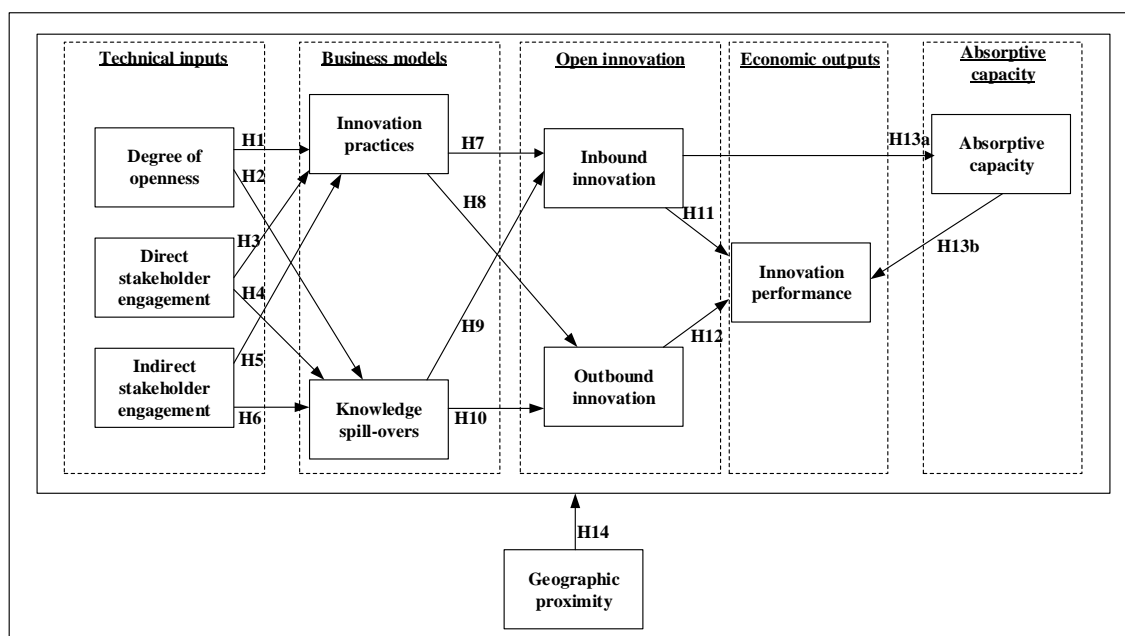 Technical inputs
Business models
Open innovation
Economic outputs
Absorptive
capacity
Degree of
openness
Direct
stakeholder
engagement
Indirect
stakeholder
engagement
H1
H2
H3
H4
H5
H6
Innovation
practices
Knowledge
spill-overs
H7
H8
H9
H10
Inbound
innovation
Outbound
innovation
H11
H12
Innovation
performance
H13a
Absorptive
capacity
H13b
H14
Geographic
proximity